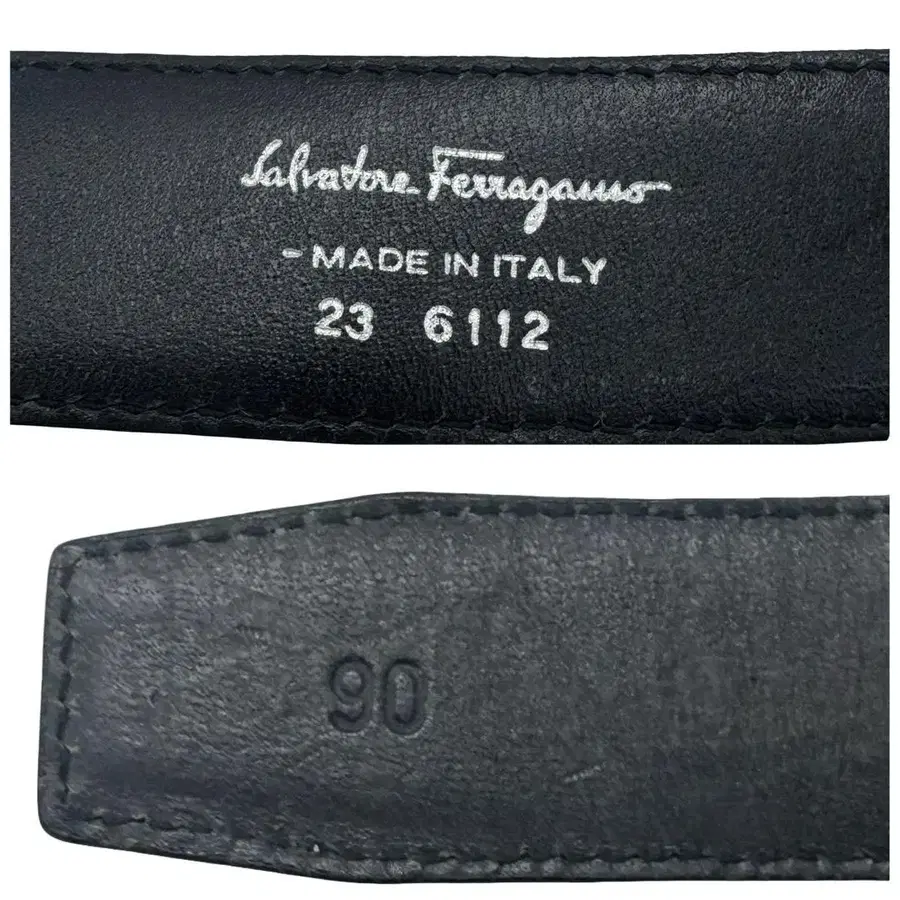 Salvatore Ferragamo
-MADE IN ITALY
23 6112
90